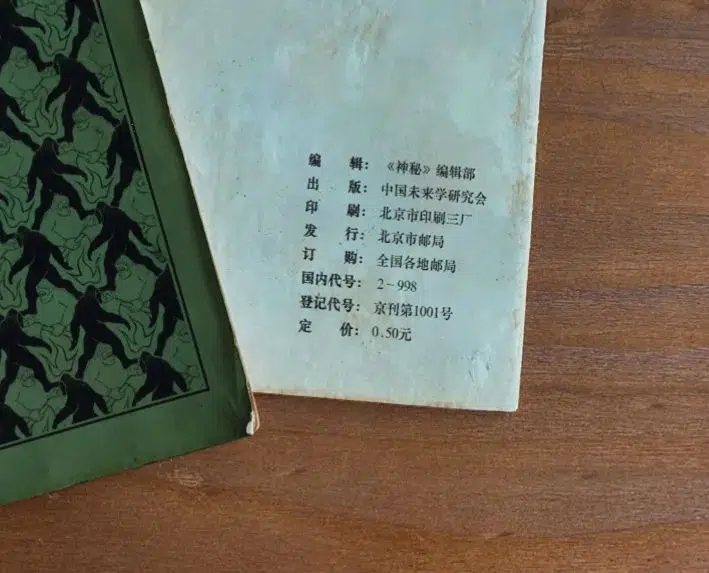 编　辑：《神秘》编辑部
出　版：中国未来学研究会
印　刷：北京市印刷三厂
发　行：北京市邮局
订　购：全国各地邮局
国内代号：2-998
登记代号：京刊第1001号
定　价：0.50元